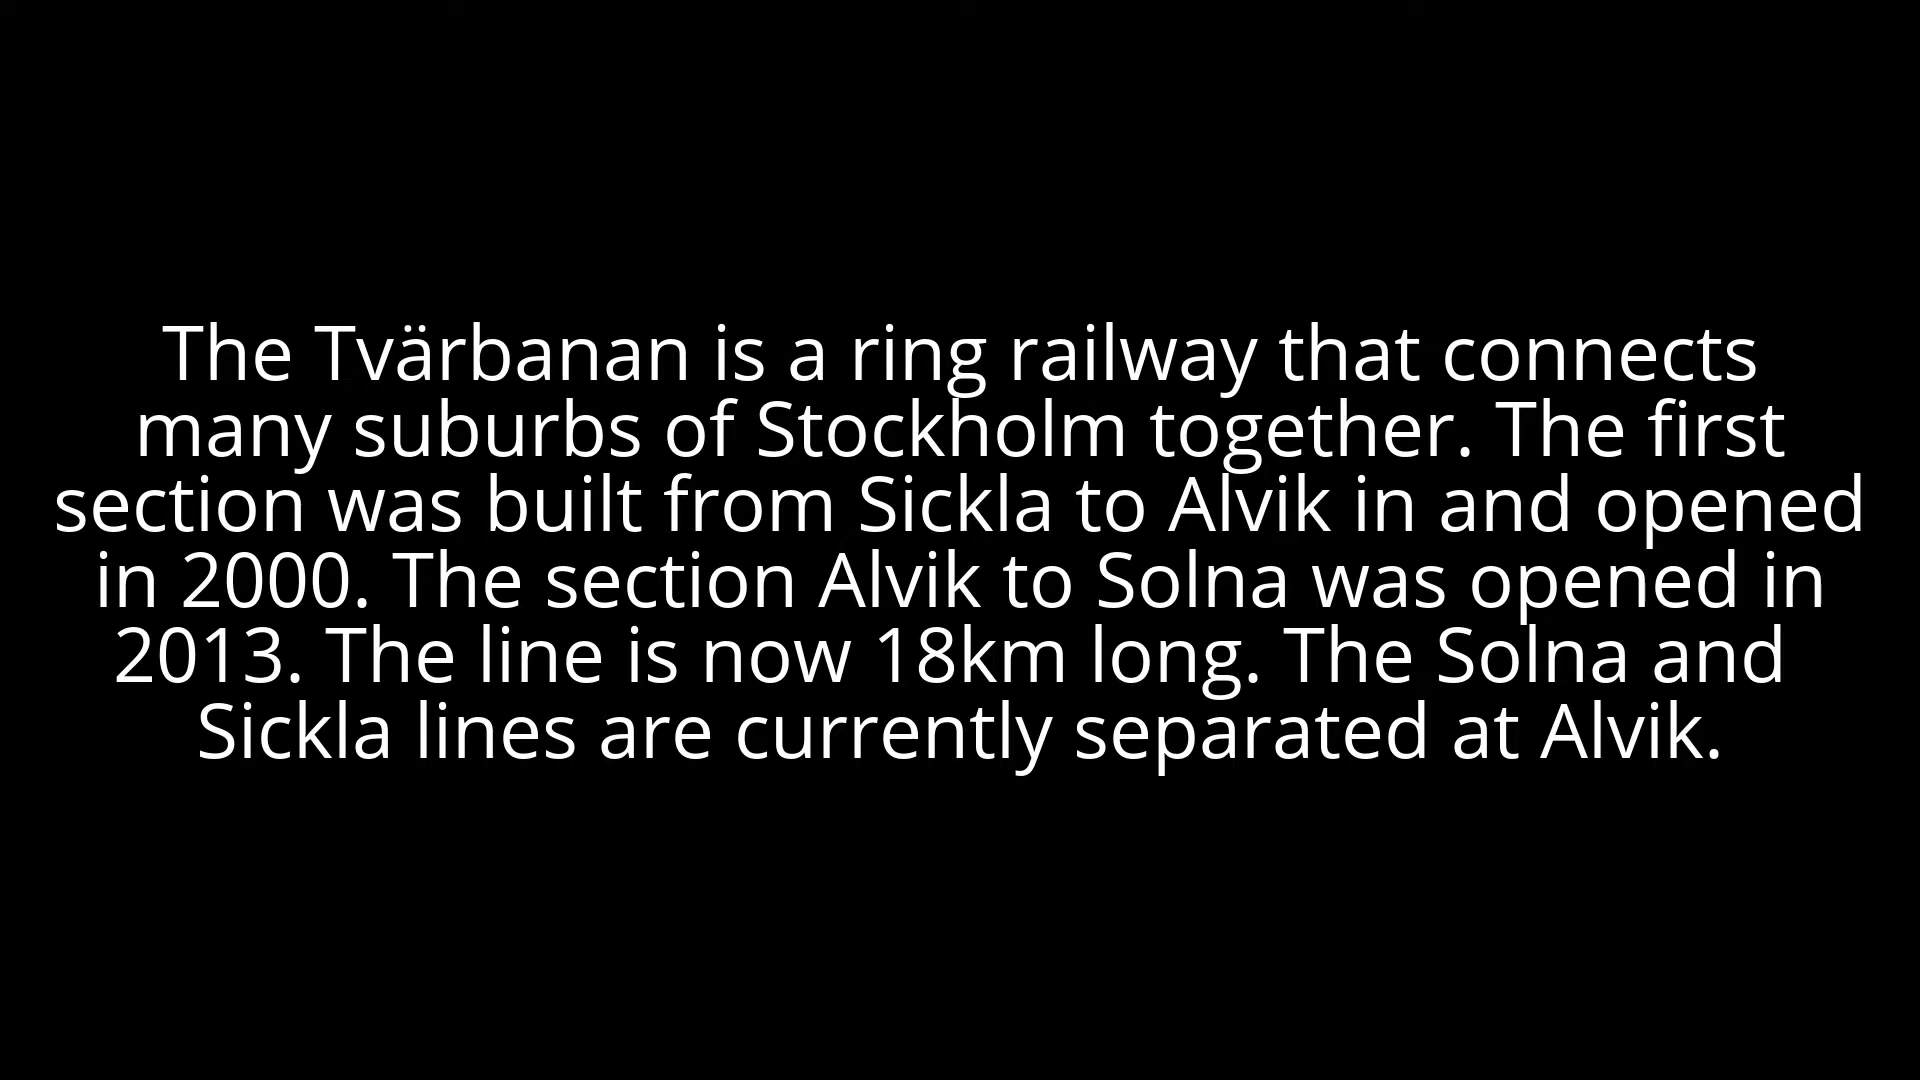 The Tvärbanan is a ring railway that connects
many suburbs of Stockholm together. The first
section was built from Sickla to Alvik in and opened
in 2000. The section Alvik to Solna was opened in
2013. The line is now 18km long. The Solna and
Sickla lines are currently separated at Alvik.